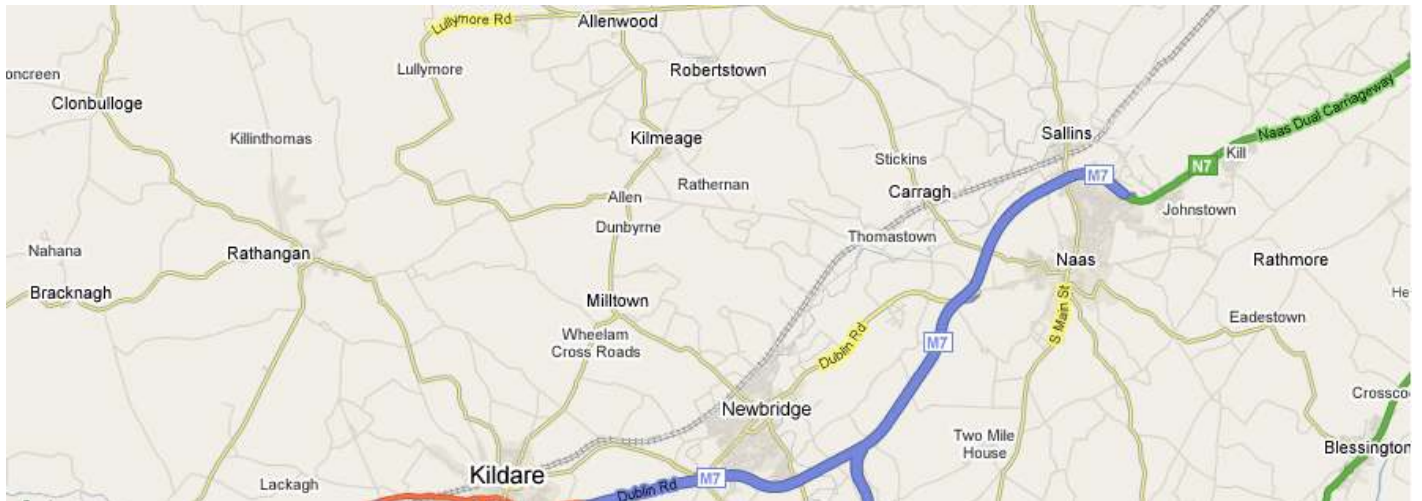 Lullymore Rd
Allenwood
oncreen
Lullymore
Robertstown
Clonbulloge
Naas Dual Carriageway
Killinthomas
Kilmeage
Sallins
Stickins
Kill
N7
M7
Rathernan
Carragh
Allen
Johnstown
Dunbyrne
Thomastown
Nahana
Rathangan
Naas
Rathmore
Bracknagh
Milltown
He
S Main St
Eadestown
Wheelam
Cross Roads
Dublin Rd
M7
Crossco
Newbridge
Two Mile
House
Blessington
Kildare
M7
Lackagh
Dublin Rd